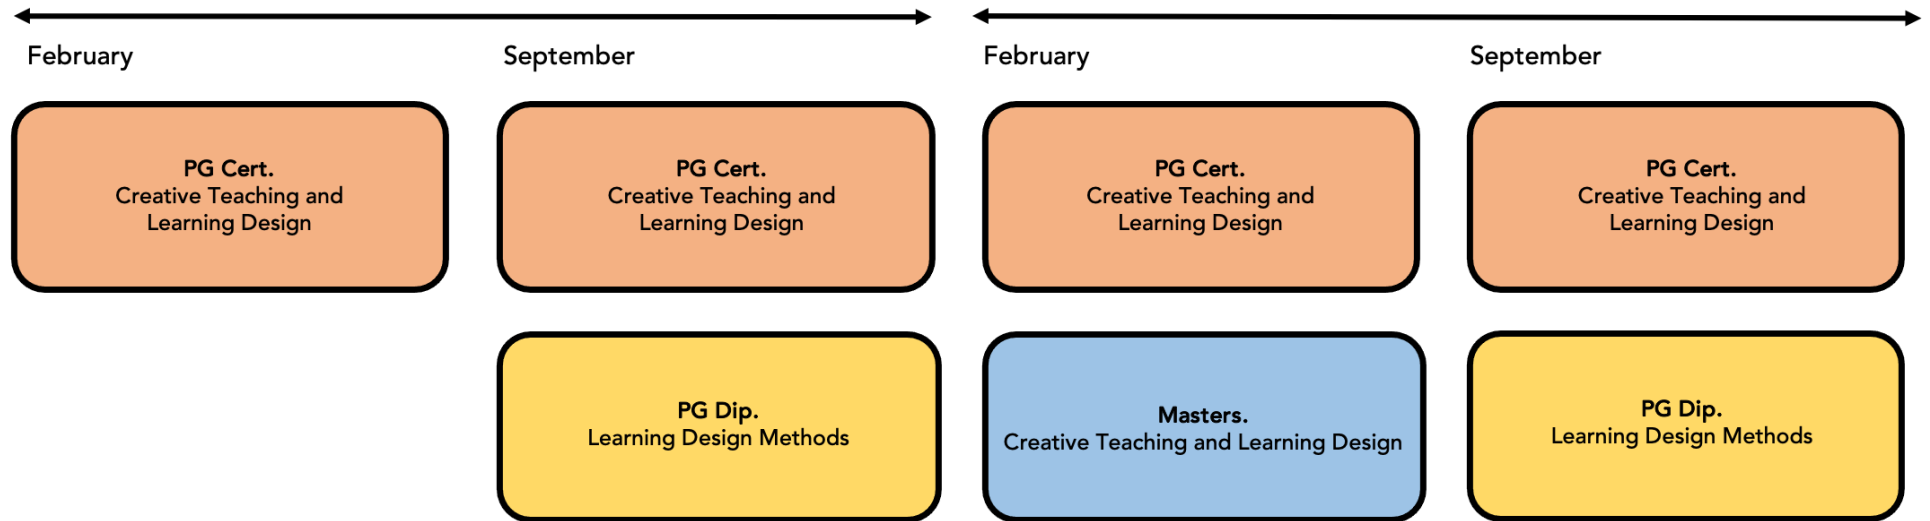 February
September
February
September
PG Cert.
Creative Teaching and
Learning Design
PG Cert.
Creative Teaching and
Learning Design
PG Cert.
Creative Teaching and
Learning Design
PG Cert.
Creative Teaching and
Learning Design
PG Dip.
Learning Design Methods
Masters.
Creative Teaching and Learning Design
PG Dip.
Learning Design Methods